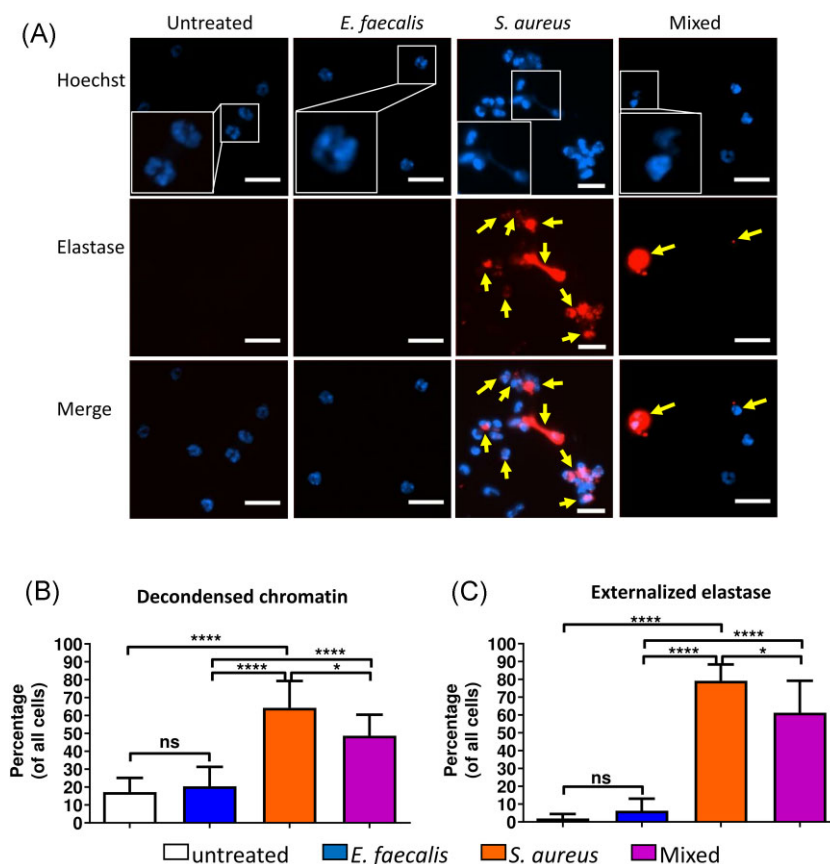 (A)
Untreated E. faecalis S. aureus Mixed
Hoechst
Elastase
Merge
(B) Decondensed chromatin
****
****
**** *
ns
Percentage
(of all cells)
100
90
80
70
60
50
40
30
20
10
0
(C) Externalized elastase
****
****
**** *
ns
Percentage
(of all cells)
100
90
80
70
60
50
40
30
20
10
0
untreated E. faecalis S. aureus Mixed